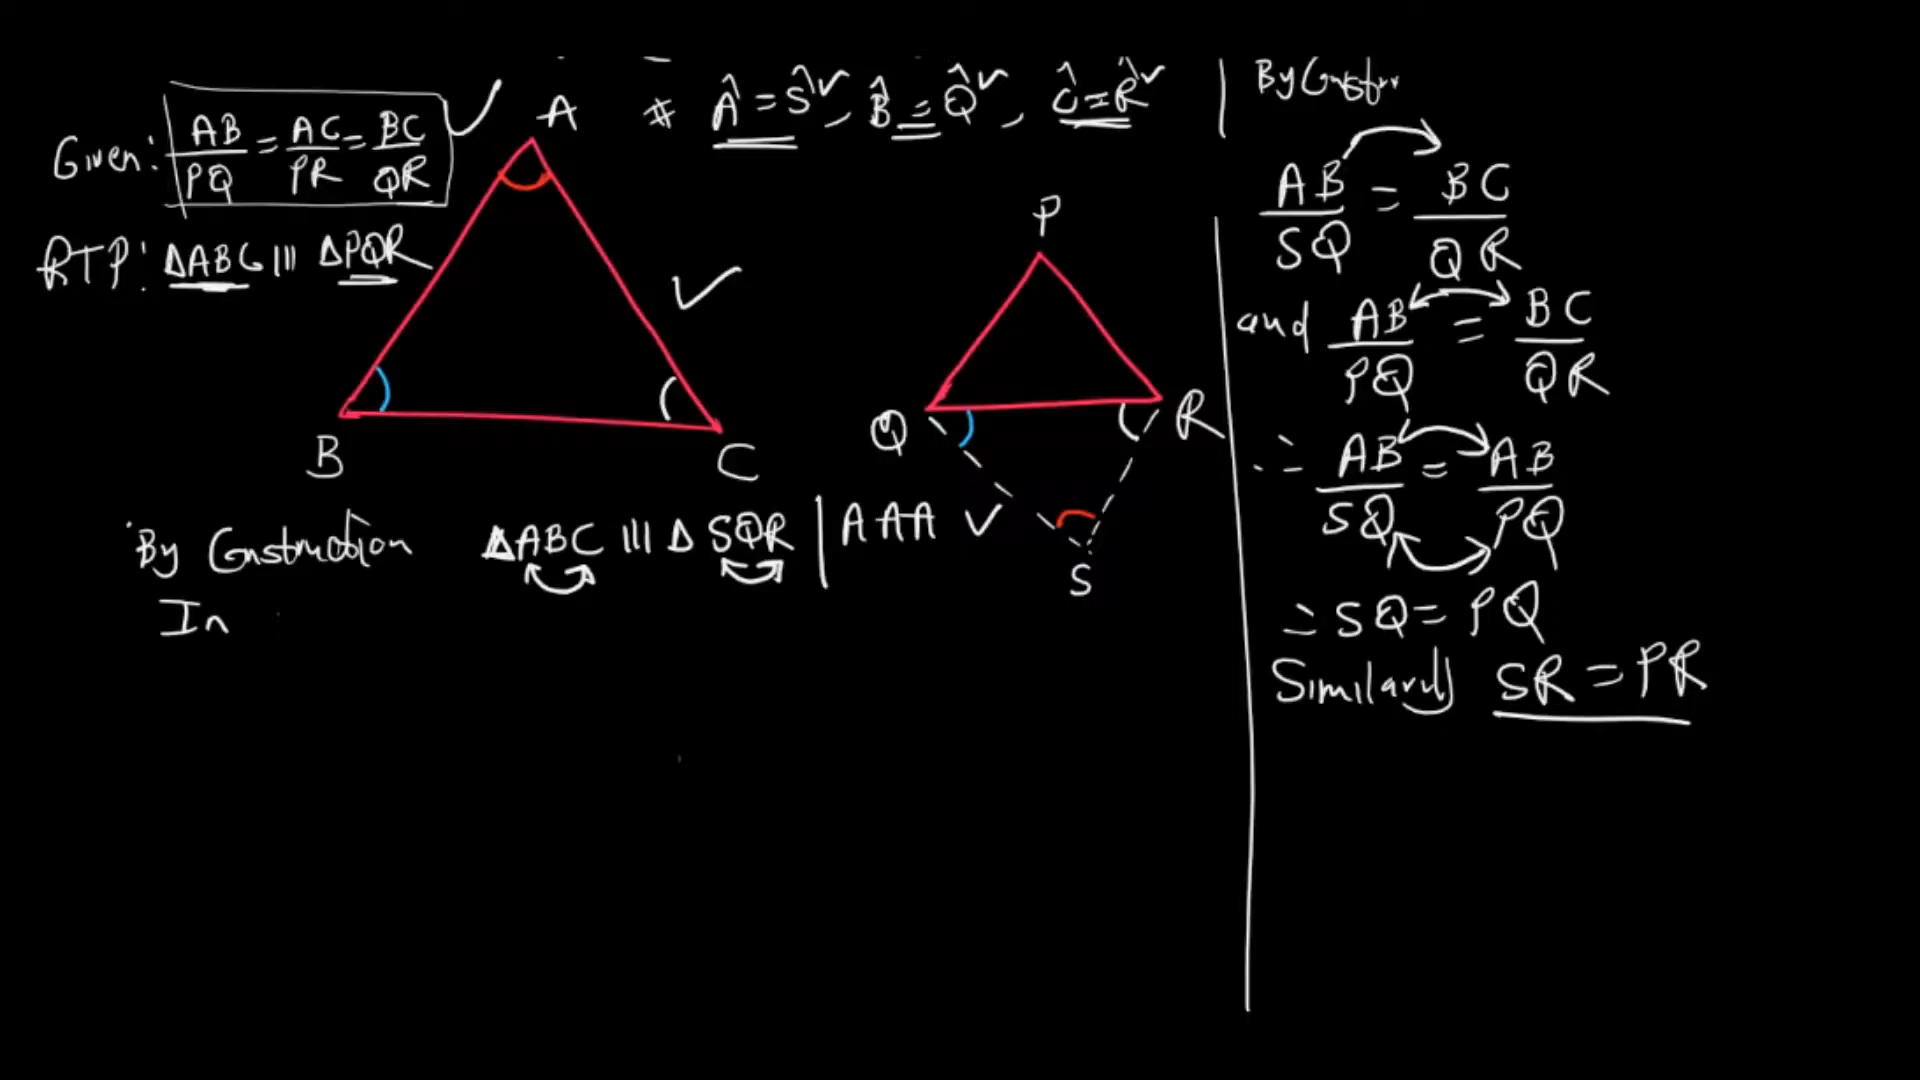 Given: AB/PQ = AC/PR = BC/QR ✓
RTP: ΔABC ||| ΔPQR
A
B
C
✓
* Â = Ŝ ✓, B̂ = Q̂ ✓, Ĉ = R̂ ✓ | By Constr
P
Q
R
S
By Construction ΔABC ||| Δ SQR | AAA ✓
In
AB/SQ = BC/QR
and AB/PQ = BC/QR
∴ AB/SQ = AB/PQ
∴ SQ = PQ
Similarly SR = PR